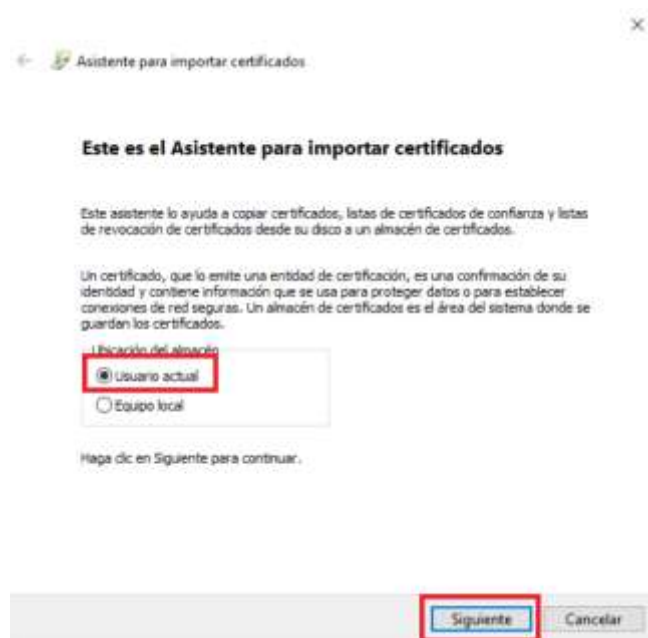 Asistente para importar certificados
Este es el Asistente para importar certificados
Este asistente lo ayuda a copiar certificados, listas de certificados de confianza y listas
de revocación de certificados desde su disco a un almacén de certificados.
Un certificado, que lo emite una entidad de certificación, es una confirmación de su
identidad y contiene información que se usa para proteger datos o para establecer
conexiones de red seguras. Un almacén de certificados es el área del sistema donde se
guardan los certificados.
Ubicación del almacén
Usuario actual
Equipo local
Haga clic en Siguiente para continuar.
Siguiente Cancelar